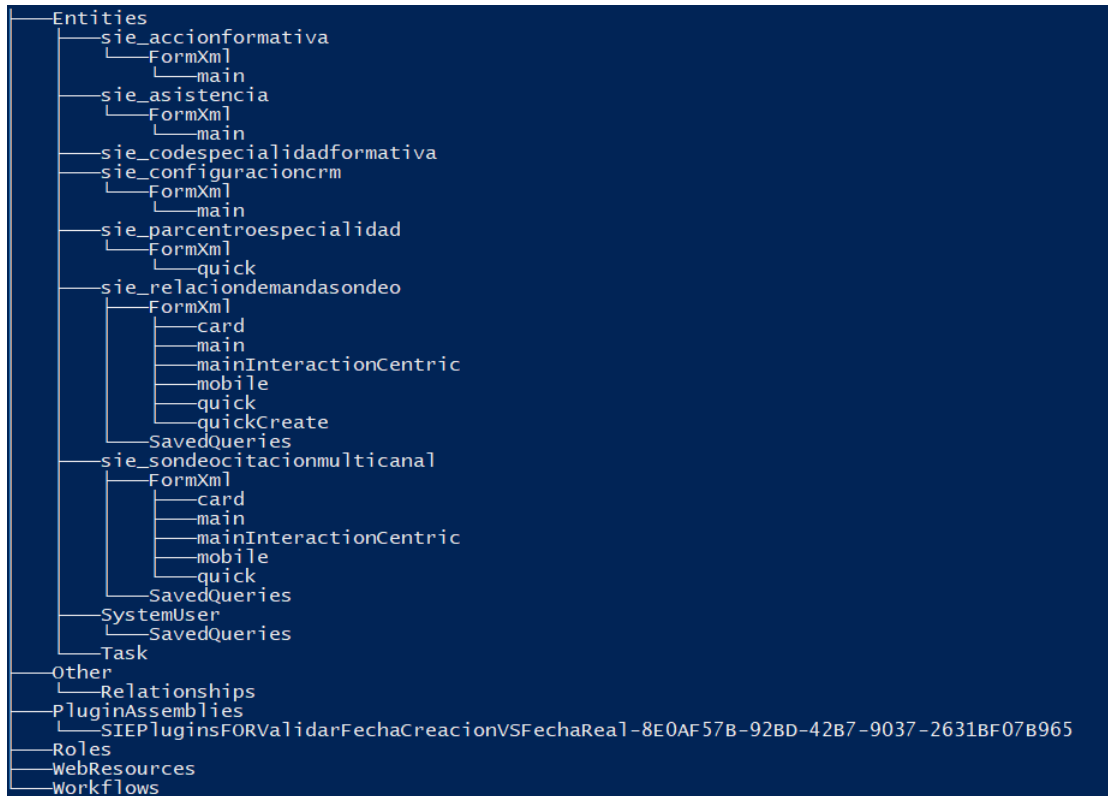 Entities
sie_accionformativa
FormXml
main
sie_asistencia
FormXml
main
sie_codespecialidadformativa
sie_configuracioncrm
FormXml
main
sie_parcentroespecialidad
FormXml
quick
sie_relaciondemandasondeo
FormXml
card
main
mainInteractionCentric
mobile
quick
quickCreate
SavedQueries
sie_sondeocitacionmulticanal
FormXml
card
main
mainInteractionCentric
mobile
quick
SavedQueries
SystemUser
SavedQueries
Task
Other
Relationships
PluginAssemblies
SIEPluginsFORValidarFechaCreacionVSFechaReal-8E0AF57B-92BD-42B7-9037-2631BF07B965
Roles
WebResources
Workflows